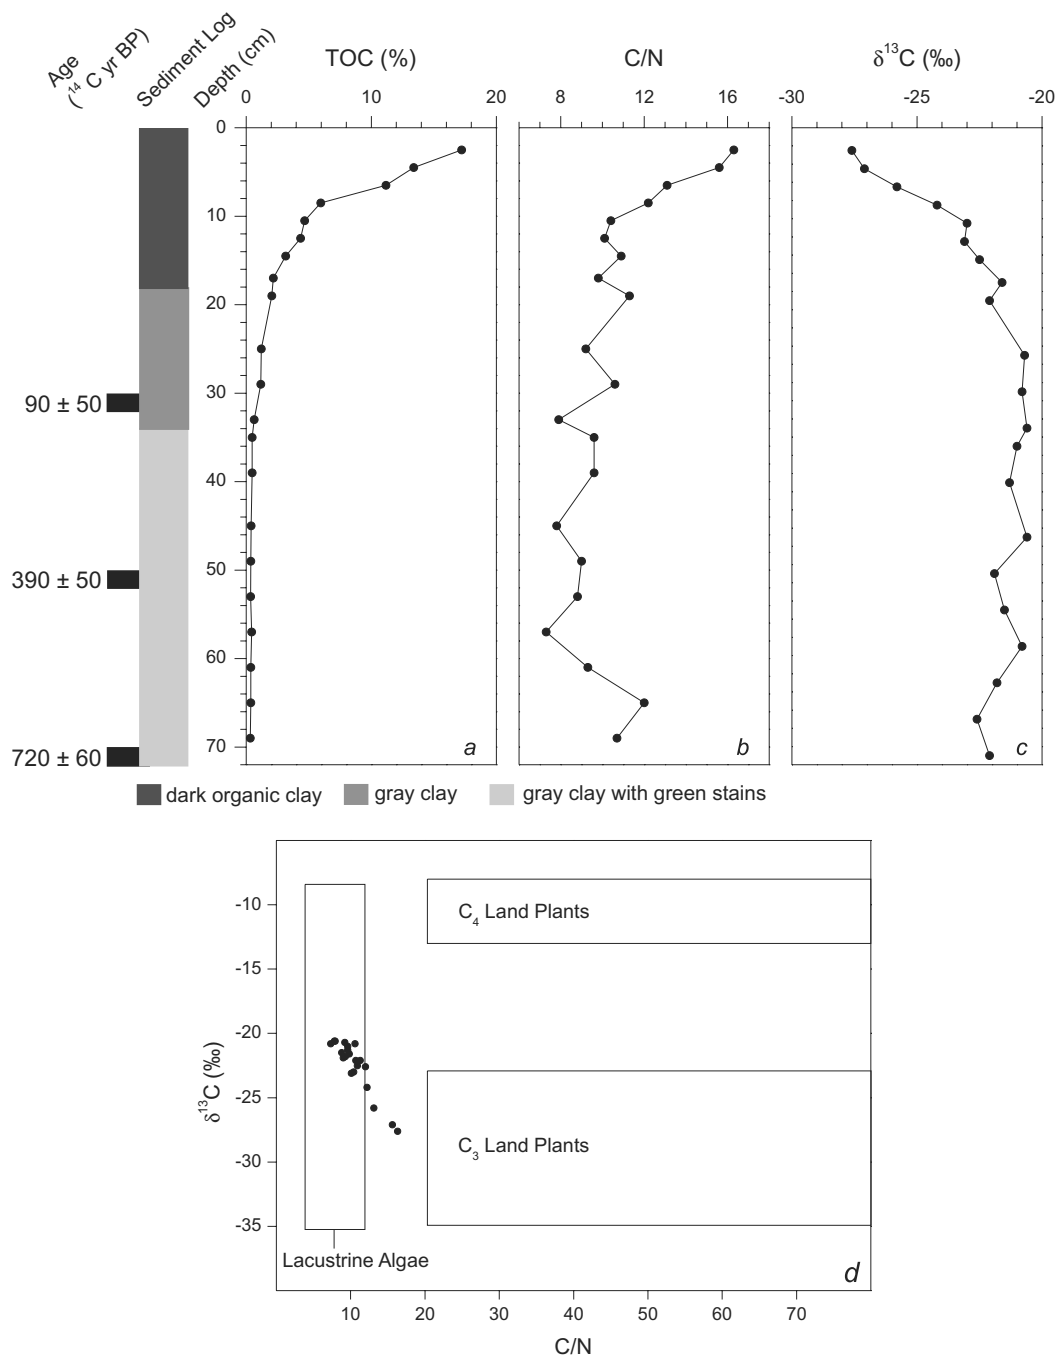 Age
(¹⁴ C yr BP)
Sediment Log
Depth (cm)
TOC (%)
C/N
δ¹³C (‰)
0 10 20
8 12 16
-30 -25 -20
0
10
20
30
40
50
60
70
90 ± 50
390 ± 50
720 ± 60
a
b
c
dark organic clay
gray clay
gray clay with green stains
δ¹³C (‰)
-10
-15
-20
-25
-30
-35
C₄ Land Plants
C₃ Land Plants
Lacustrine Algae
d
10 20 30 40 50 60 70
C/N